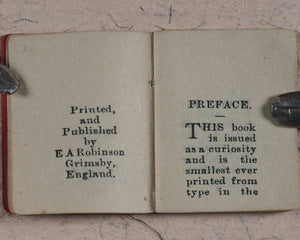 Printed,
and
Published
by
E A Robinson
Grimsby,
England.
PREFACE.
THIS book
is issued
as a curiosity
and is the
smallest ever
printed from
type in the